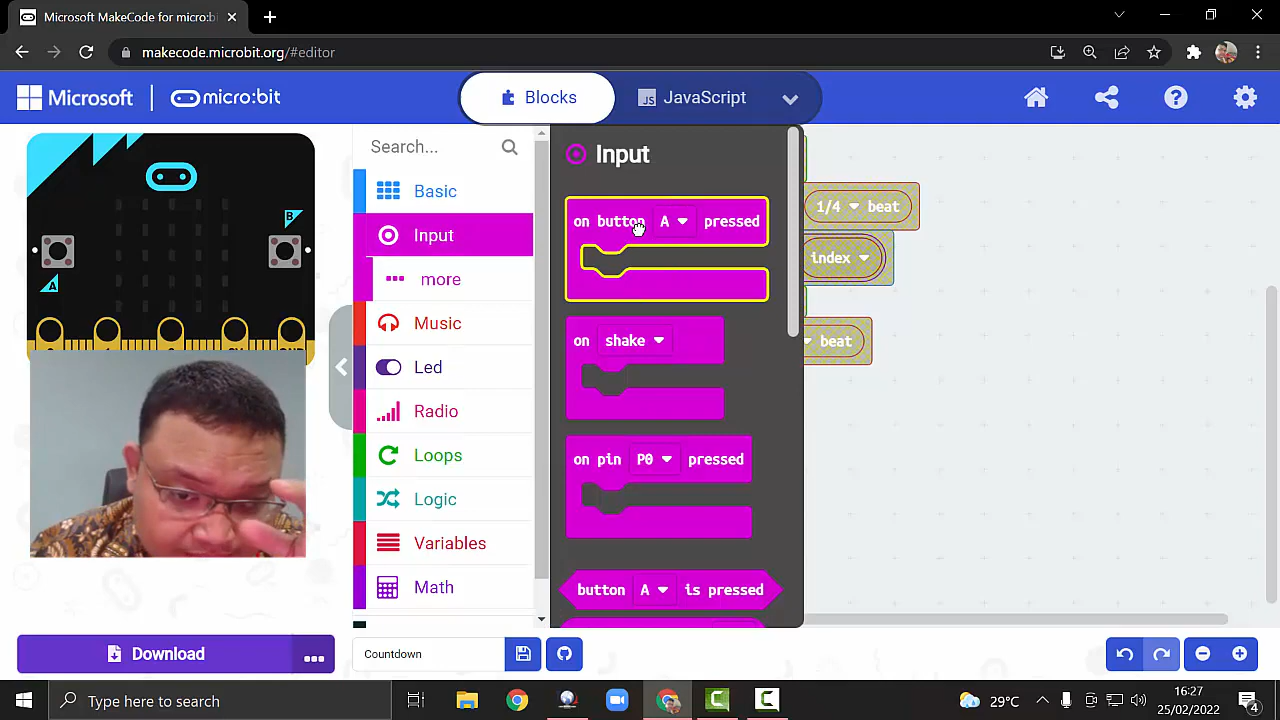 Microsoft MakeCode for micro:bi
makecode.microbit.org/#editor
Microsoft
micro:bit
Blocks
JavaScript
A
B
Search...
Basic
Input
more
Music
Led
Radio
Loops
Logic
Variables
Math
Input
on button A pressed
on shake
on pin P0 pressed
button A is pressed
1/4 beat
index
beat
Download
Countdown
Type here to search
29°C
16:27
25/02/2022
4